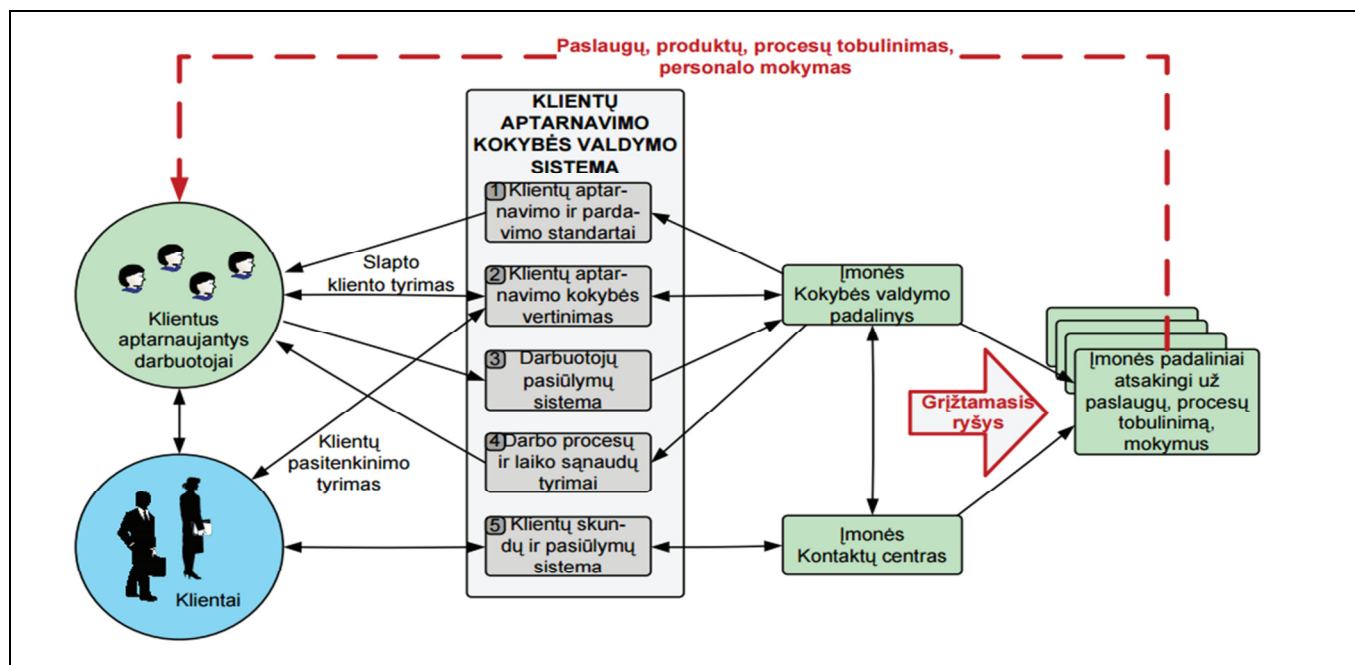 Paslaugų, produktų, procesų tobulinimas,
personalo mokymas
KLIENTŲ
APTARNAVIMO
KOKYBĖS VALDYMO
SISTEMA
1 Klientų aptar-
navimo ir parda-
vimo standartai
Slapto
kliento tyrimas
2 Klientų aptar-
navimo kokybės
vertinimas
Klientus
aptarnaujantys
darbuotojai
3 Darbuotojų
pasiūlymų
sistema
Klientų
pasitenkinimo
tyrimas
4 Darbo procesų
ir laiko sąnaudų
tyrimai
5 Klientų skun-
dų ir pasiūlymų
sistema
Klientai
Įmonės
Kokybės valdymo
padalinys
Grįžtamasis
ryšys
Įmonės padaliniai
atsakingi už
paslaugų, procesų
tobulinimą,
mokymus
Įmonės
Kontaktų centras